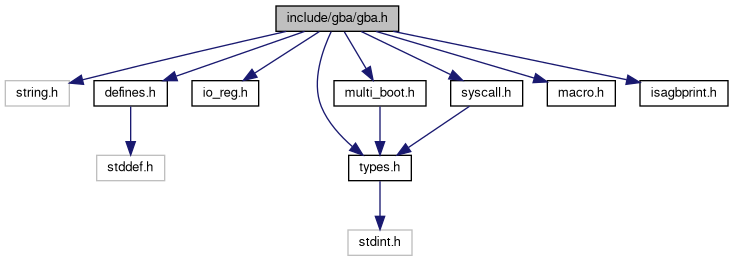 include/gba/gba.h
string.h
defines.h
io_reg.h
multi_boot.h
syscall.h
macro.h
isagbprint.h
stddef.h
types.h
stdint.h